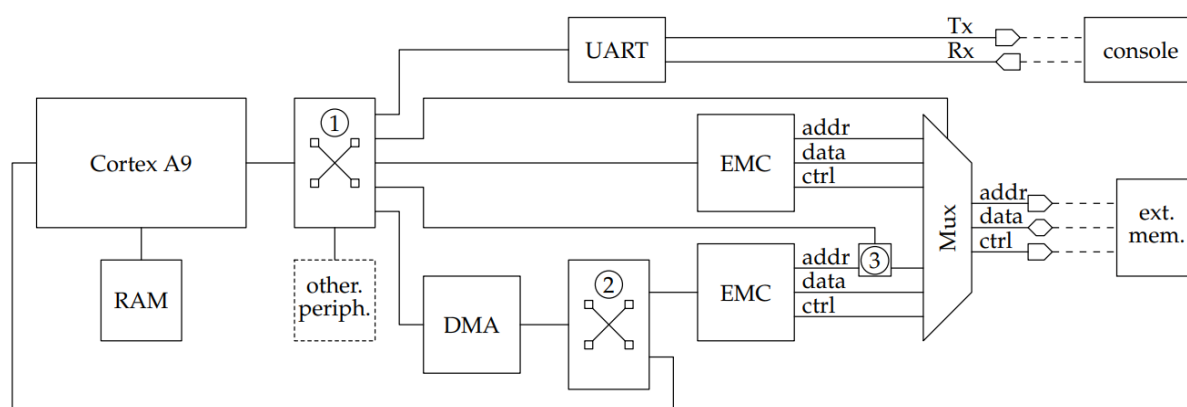 Tx
UART
Rx
console
1
Cortex A9
addr
EMC
data
ctrl
addr
Mux
data
ext.
ctrl
mem.
RAM
other.
periph.
DMA
2
EMC
addr
3
data
ctrl